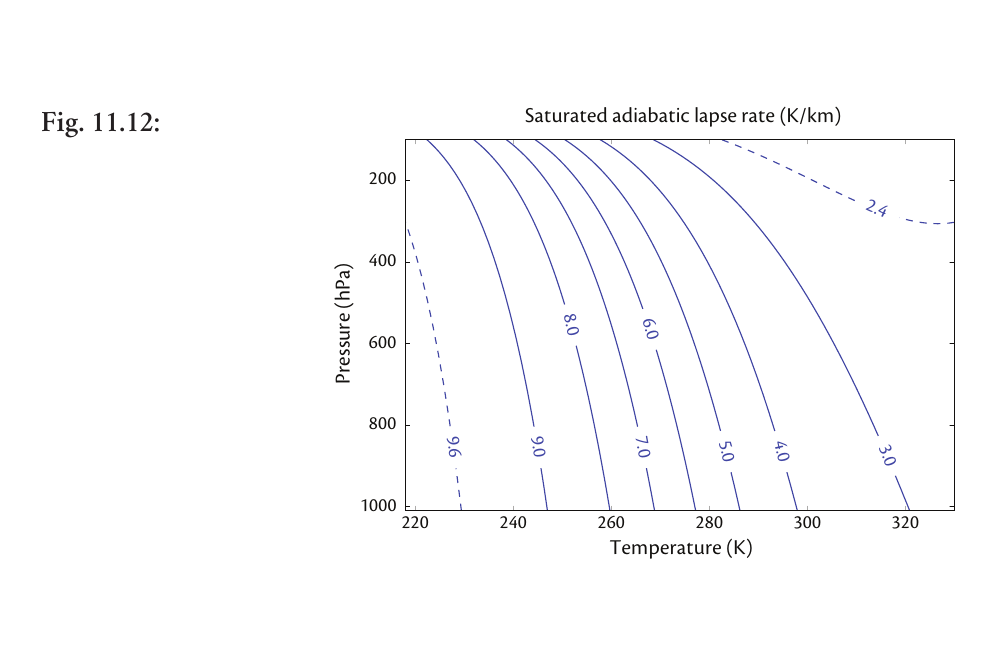 Fig. 11.12:
Saturated adiabatic lapse rate (K/km)
200
400
600
800
1000
Pressure (hPa)
2.4
8.0
6.0
9.6
9.0
7.0
5.0
4.0
3.0
220 240 260 280 300 320
Temperature (K)